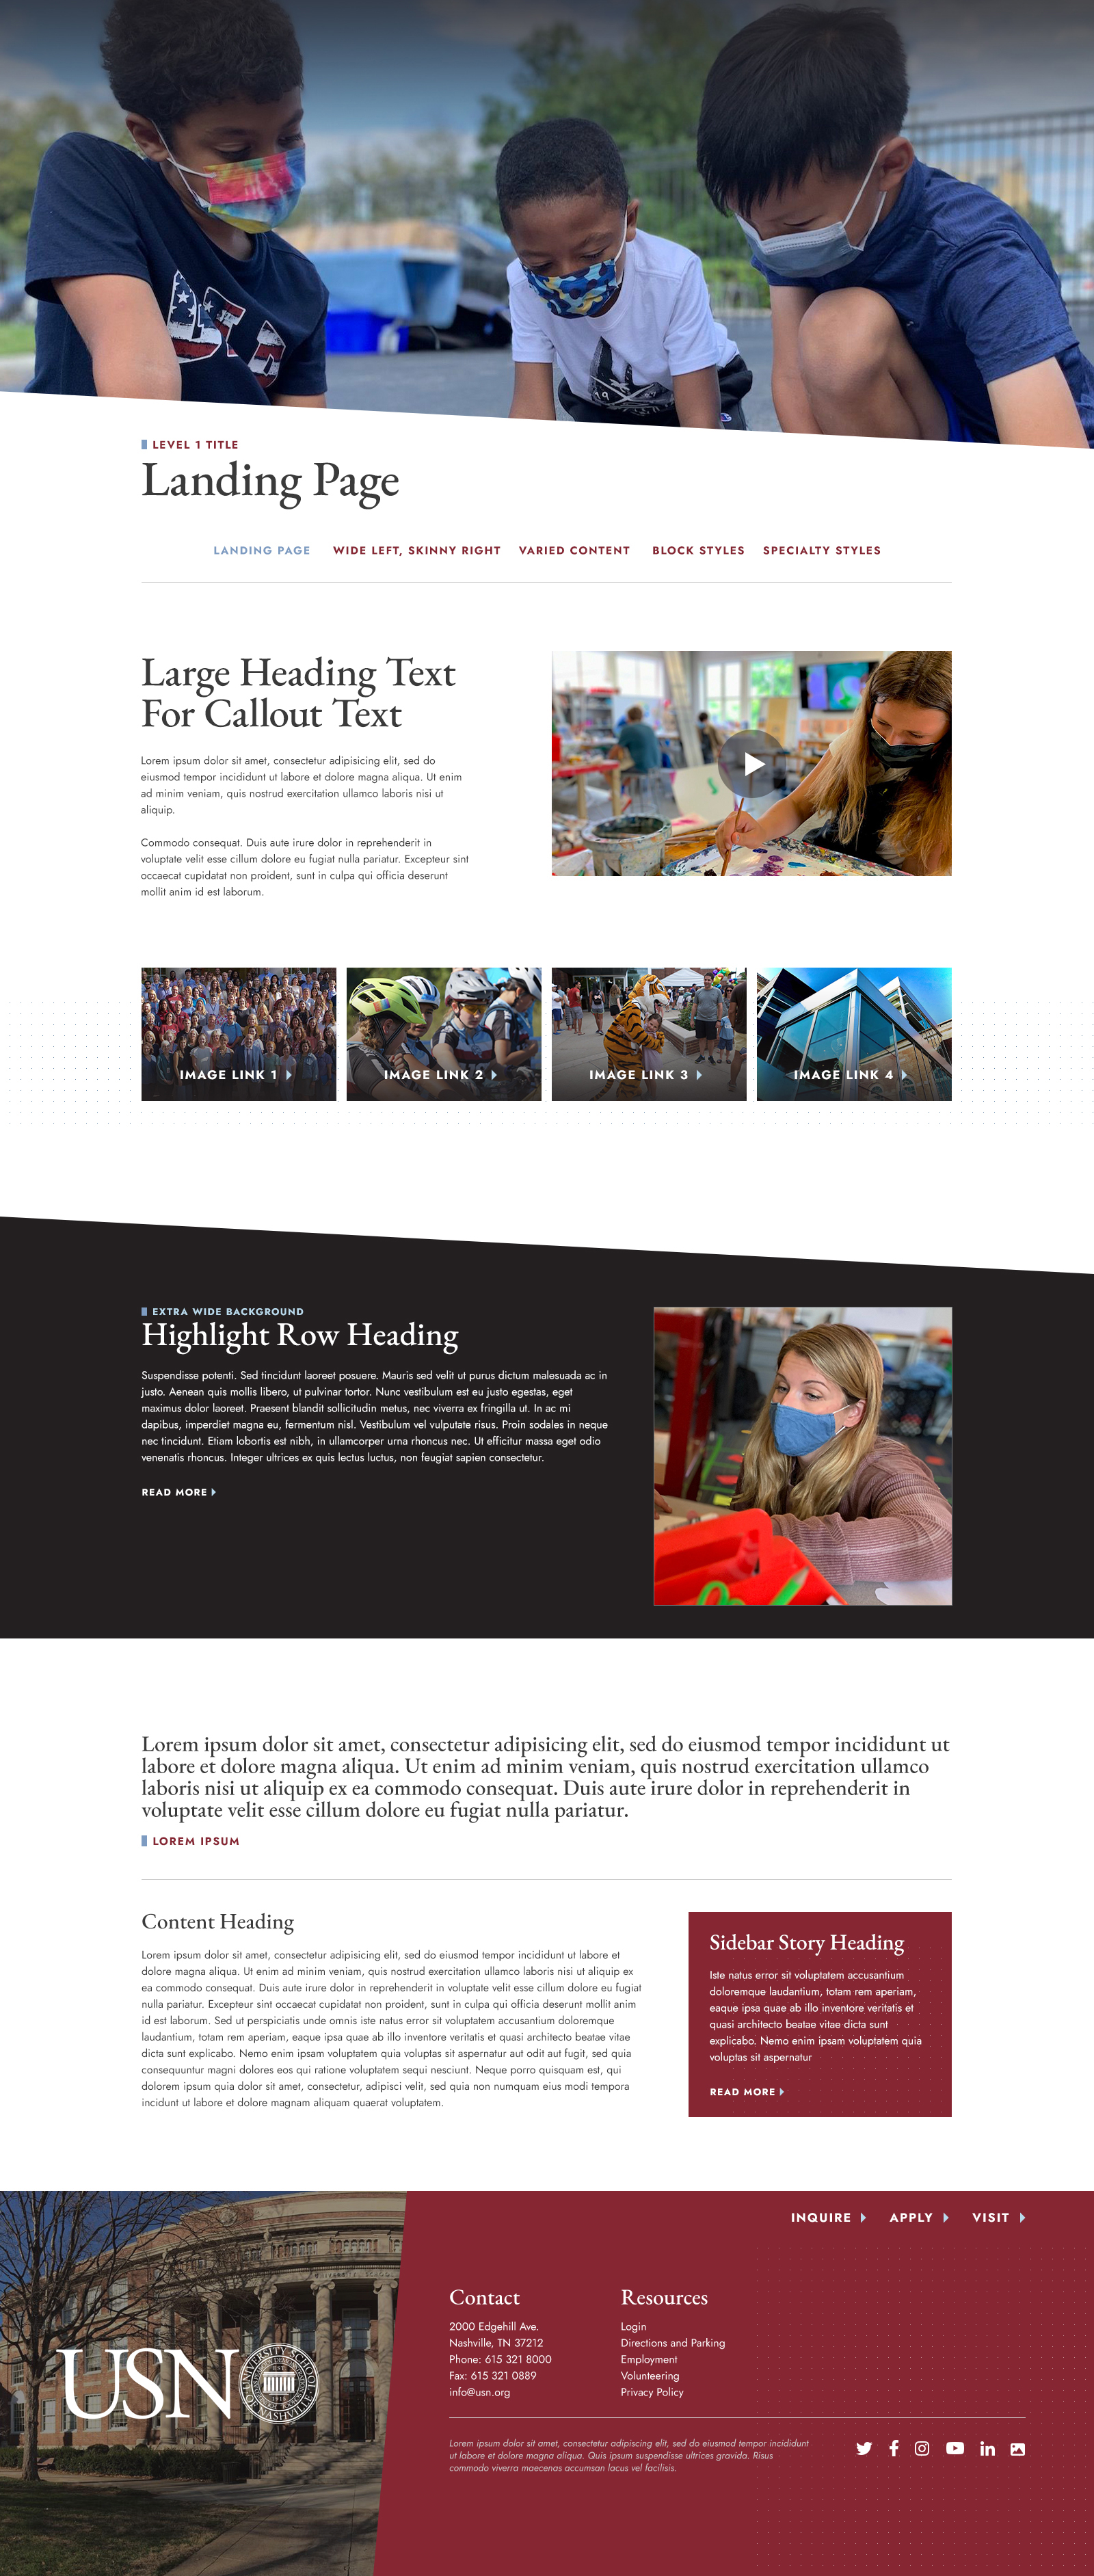 USA
LEVEL 1 TITLE
Landing Page
LANDING PAGE WIDE LEFT, SKINNY RIGHT VARIED CONTENT BLOCK STYLES SPECIALTY STYLES
Large Heading Text
For Callout Text
Lorem ipsum dolor sit amet, consectetur adipisicing elit, sed do
eiusmod tempor incididunt ut labore et dolore magna aliqua. Ut enim
ad minim veniam, quis nostrud exercitation ullamco laboris nisi ut
aliquip.
Commodo consequat. Duis aute irure dolor in reprehenderit in
voluptate velit esse cillum dolore eu fugiat nulla pariatur. Excepteur sint
occaecat cupidatat non proident, sunt in culpa qui officia deserunt
mollit anim id est laborum.
IMAGE LINK 1
IMAGE LINK 2
IMAGE LINK 3
IMAGE LINK 4
EXTRA WIDE BACKGROUND
Highlight Row Heading
Suspendisse potenti. Sed tincidunt laoreet posuere. Mauris sed velit ut purus dictum malesuada ac in
justo. Aenean quis mollis libero, ut pulvinar tortor. Nunc vestibulum est eu justo egestas, eget
maximus dolor laoreet. Praesent blandit sollicitudin metus, nec viverra ex fringilla ut. In ac mi
dapibus, imperdiet magna eu, fermentum nisl. Vestibulum vel vulputate risus. Proin sodales in neque
nec tincidunt. Etiam lobortis est nibh, in ullamcorper urna rhoncus nec. Ut efficitur massa eget odio
venenatis rhoncus. Integer ultrices ex quis lectus luctus, non feugiat sapien consectetur.
READ MORE
Lorem ipsum dolor sit amet, consectetur adipisicing elit, sed do eiusmod tempor incididunt ut
labore et dolore magna aliqua. Ut enim ad minim veniam, quis nostrud exercitation ullamco
laboris nisi ut aliquip ex ea commodo consequat. Duis aute irure dolor in reprehenderit in
voluptate velit esse cillum dolore eu fugiat nulla pariatur.
LOREM IPSUM
Content Heading
Lorem ipsum dolor sit amet, consectetur adipisicing elit, sed do eiusmod tempor incididunt ut labore et
dolore magna aliqua. Ut enim ad minim veniam, quis nostrud exercitation ullamco laboris nisi ut aliquip ex
ea commodo consequat. Duis aute irure dolor in reprehenderit in voluptate velit esse cillum dolore eu fugiat
nulla pariatur. Excepteur sint occaecat cupidatat non proident, sunt in culpa qui officia deserunt mollit anim
id est laborum. Sed ut perspiciatis unde omnis iste natus error sit voluptatem accusantium doloremque
laudantium, totam rem aperiam, eaque ipsa quae ab illo inventore veritatis et quasi architecto beatae vitae
dicta sunt explicabo. Nemo enim ipsam voluptatem quia voluptas sit aspernatur aut odit aut fugit, sed quia
consequuntur magni dolores eos qui ratione voluptatem sequi nesciunt. Neque porro quisquam est, qui
dolorem ipsum quia dolor sit amet, consectetur, adipisci velit, sed quia non numquam eius modi tempora
incidunt ut labore et dolore magnam aliquam quaerat voluptatem.
Sidebar Story Heading
Iste natus error sit voluptatem accusantium
doloremque laudantium, totam rem aperiam,
eaque ipsa quae ab illo inventore veritatis et
quasi architecto beatae vitae dicta sunt
explicabo. Nemo enim ipsam voluptatem quia
voluptas sit aspernatur
READ MORE
INQUIRE APPLY VISIT
USN
UNIVERSITY SCHOOL OF NASHVILLE
1915
Contact
2000 Edgehill Ave.
Nashville, TN 37212
Phone: 615 321 8000
Fax: 615 321 0889
info@usn.org
Resources
Login
Directions and Parking
Employment
Volunteering
Privacy Policy
Lorem ipsum dolor sit amet, consectetur adipiscing elit, sed do eiusmod tempor incididunt
ut labore et dolore magna aliqua. Quis ipsum suspendisse ultrices gravida. Risus
commodo viverra maecenas accumsan lacus vel facilisis.